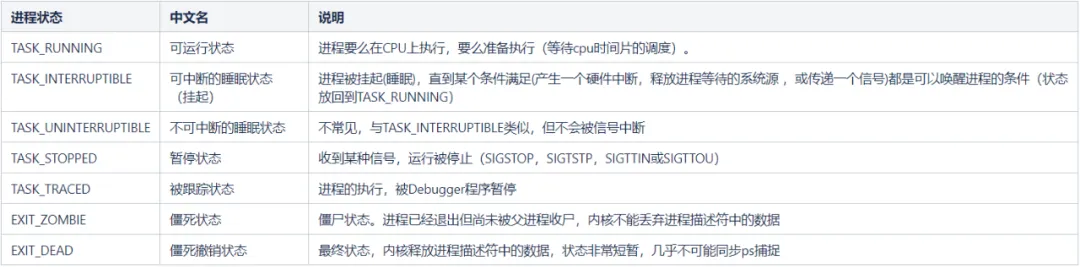 进程状态 中文名 说明
TASK_RUNNING 可运行状态 进程要么在CPU上执行，要么准备执行（等待cpu时间片的调度）。
TASK_INTERRUPTIBLE 可中断的睡眠状态 进程被挂起(睡眠)，直到某个条件满足(产生一个硬件中断，释放进程等待的系统源 ，或传递一个信号)都是可以唤醒进程的条件（状态
（挂起） 放回到TASK_RUNNING）
TASK_UNINTERRUPTIBLE 不可中断的睡眠状态 不常见，与TASK_INTERRUPTIBLE类似，但不会被信号中断
TASK_STOPPED 暂停状态 收到某种信号，运行被停止（SIGSTOP，SIGTSTP，SIGTTIN或SIGTTOU）
TASK_TRACED 被跟踪状态 进程的执行，被Debugger程序暂停
EXIT_ZOMBIE 僵死状态 僵尸状态。进程已经退出但尚未被父进程收尸，内核不能丢弃进程描述符中的数据
EXIT_DEAD 僵死撤销状态 最终状态，内核释放进程描述符中的数据，状态非常短暂，几乎不可能同步ps捕捉